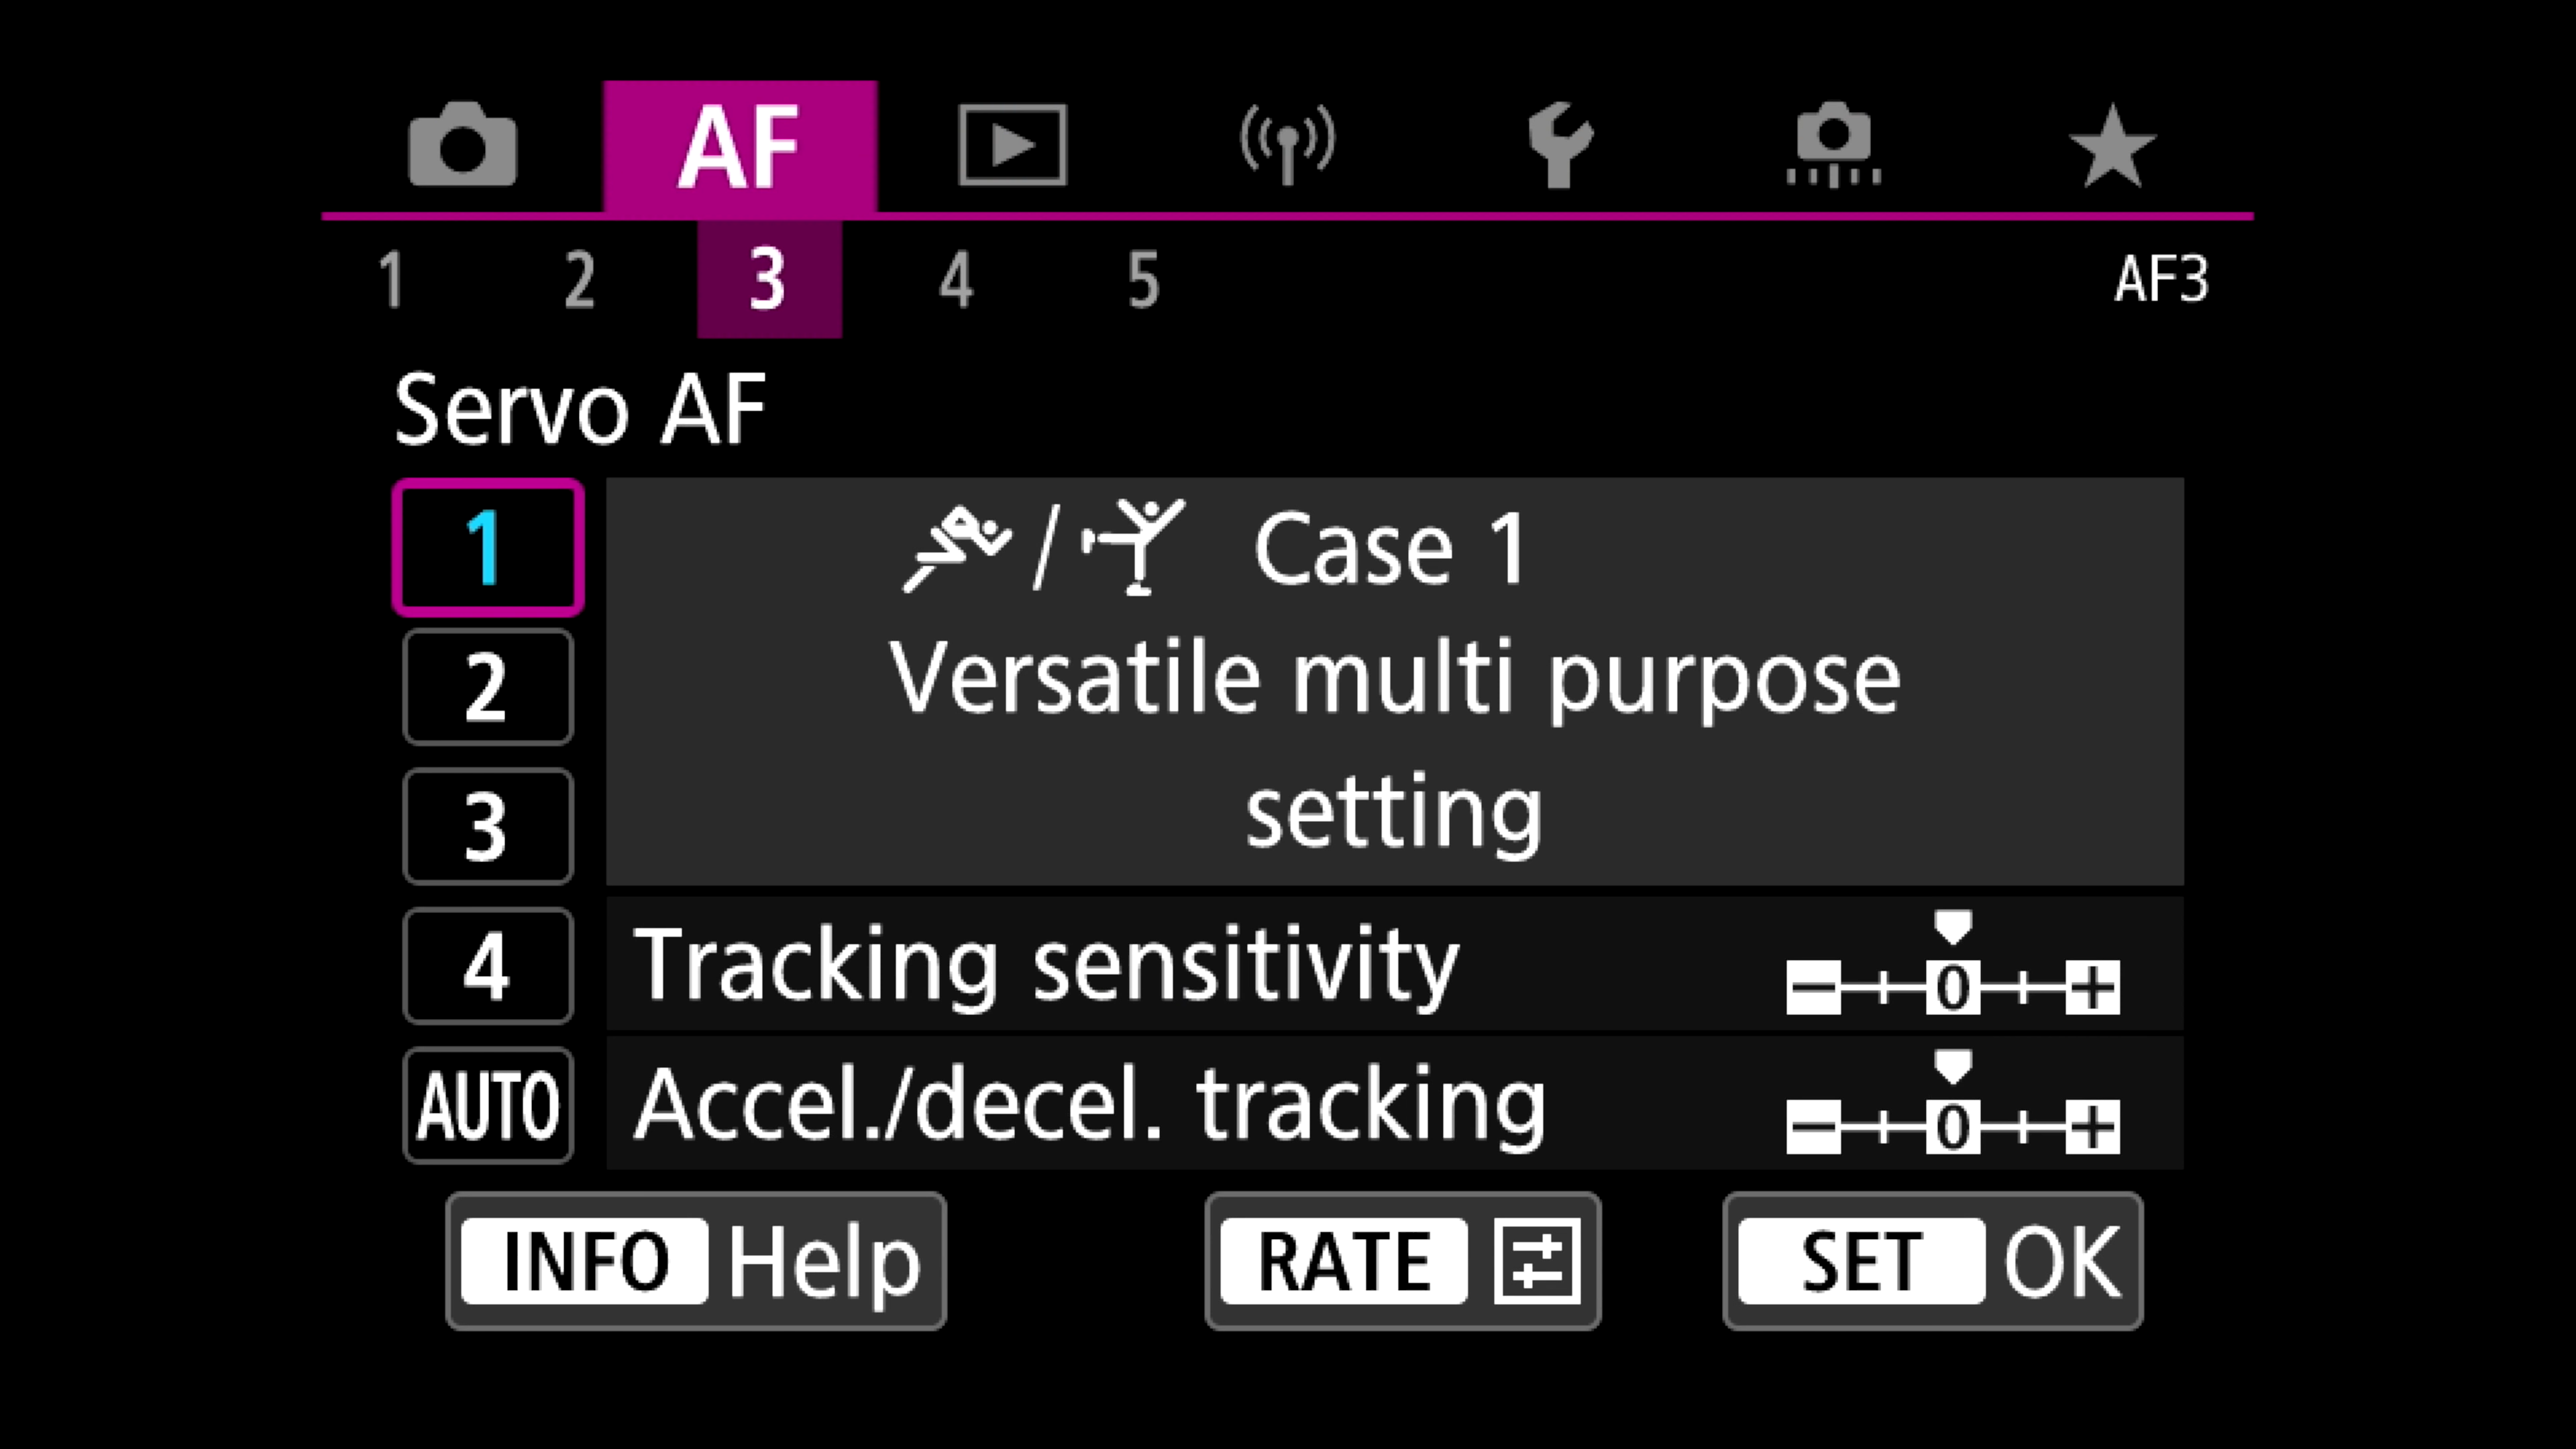 AF
1 2 3 4 5 AF3
Servo AF
1
2
3
4
AUTO
Case 1
Versatile multi purpose
setting
Tracking sensitivity
− 0 +
Accel./decel. tracking
− 0 +
INFO Help
RATE
SET OK